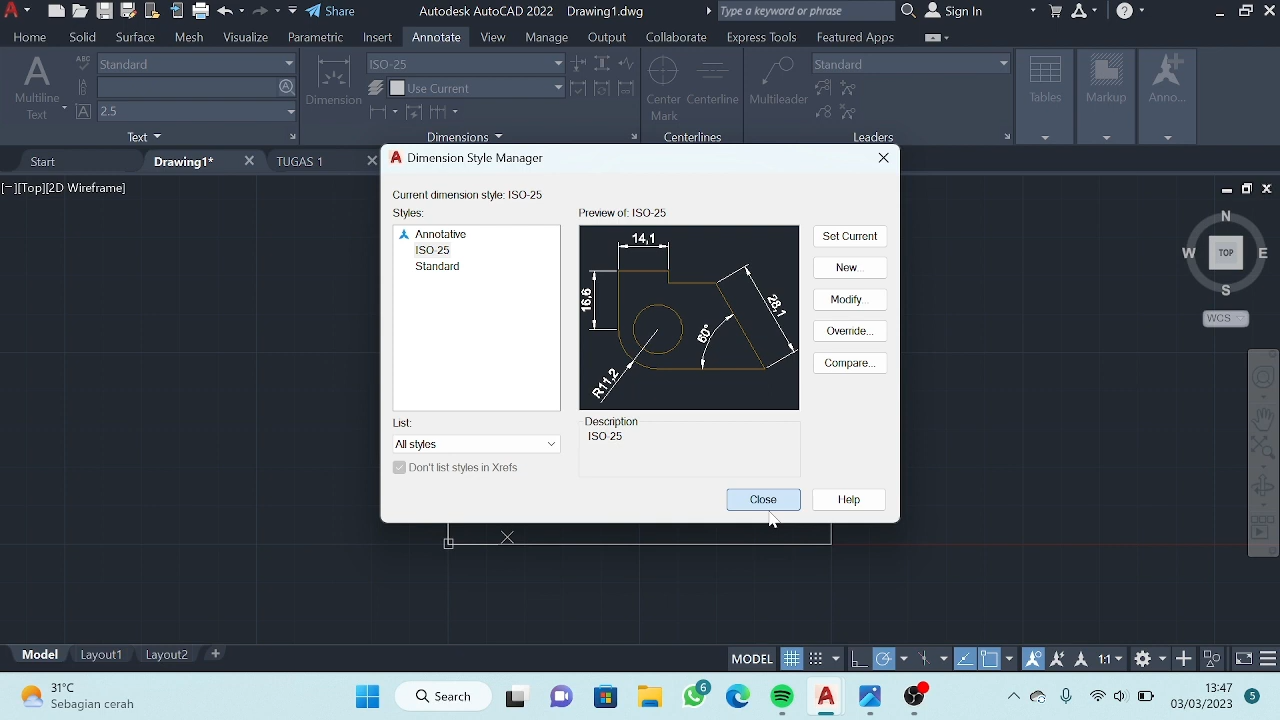 Share Autodesk AutoCAD 2022 Drawing1.dwg Type a keyword or phrase Sign In
Home Solid Surface Mesh Visualize Parametric Insert Annotate View Manage Output Collaborate Express Tools Featured Apps
ABC Standard ISO-25 Standard
Multiline Text Dimension Use Current Center Mark Centerline Multileader Tables Markup Anno...
2.5
Text Dimensions Centerlines Leaders
Start Drawing1* TUGAS 1
[−][Top][2D Wireframe]
Dimension Style Manager
Current dimension style: ISO-25
Styles:
Annotative
ISO-25
Standard
Preview of: ISO-25
14,1
16,6
28,1
60°
R11,2
Set Current
New...
Modify...
Override...
Compare...
List:
All styles
Don't list styles in Xrefs
Description
ISO-25
Close Help
N
W TOP E
S
WCS
Model Layout1 Layout2 + MODEL 1:1
31°C
Sebagian cerah
Search
6
13:47
03/03/2023
5